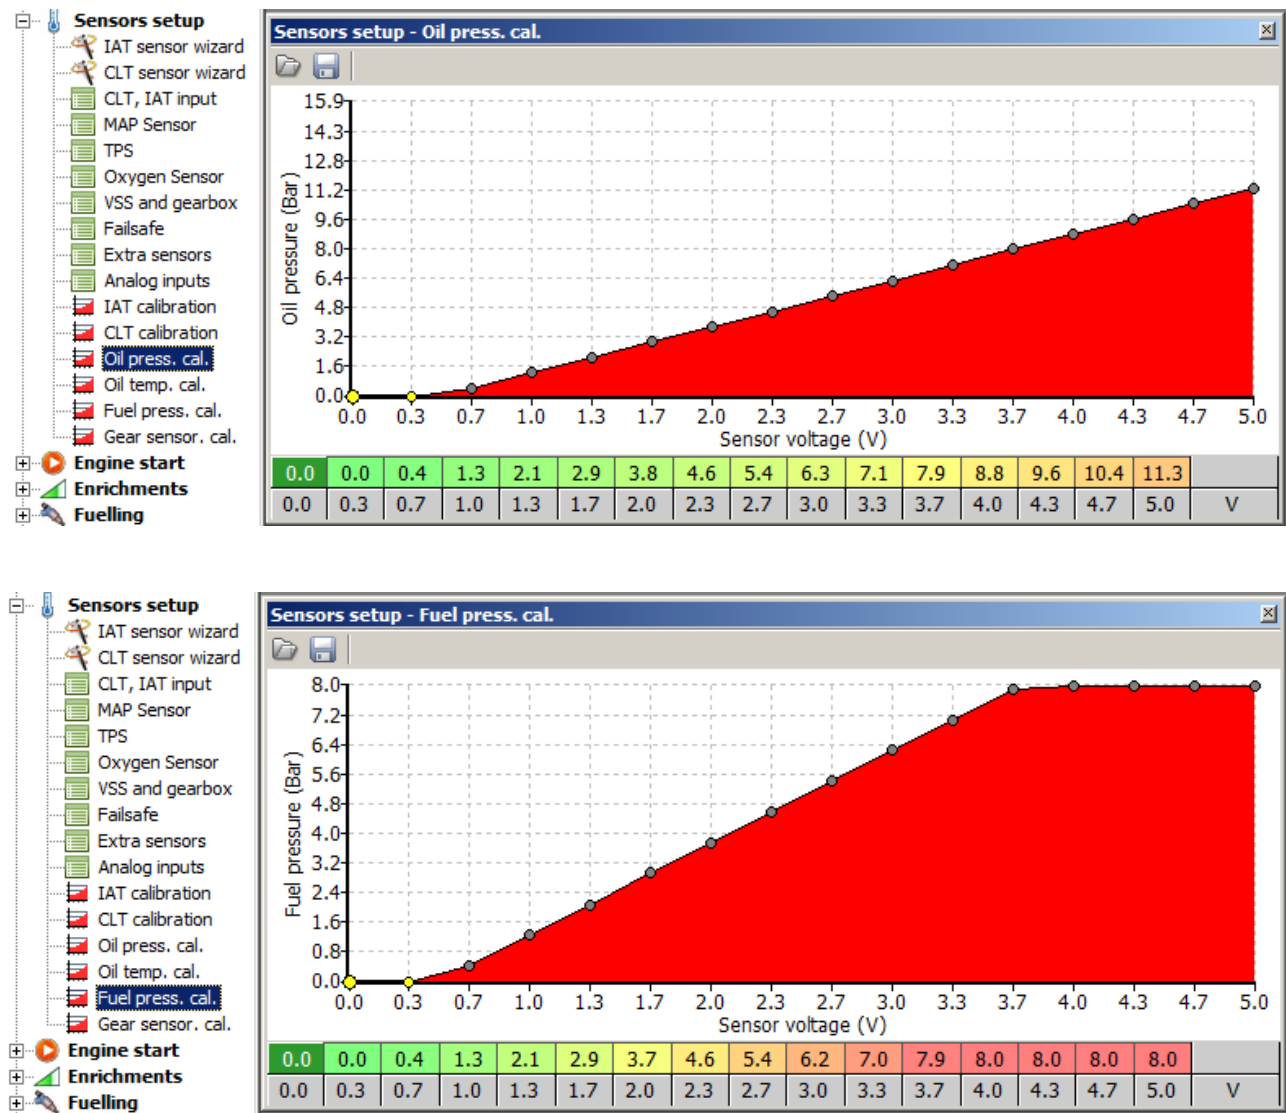 Sensors setup
IAT sensor wizard
CLT sensor wizard
CLT, IAT input
MAP Sensor
TPS
Oxygen Sensor
VSS and gearbox
Failsafe
Extra sensors
Analog inputs
IAT calibration
CLT calibration
Oil press. cal.
Oil temp. cal.
Fuel press. cal.
Gear sensor. cal.
Engine start
Enrichments
Fuelling
Sensors setup - Oil press. cal.
15.9
14.3
12.8
11.2
9.6
8.0
6.4
4.8
3.2
1.6
0.0
Oil pressure (Bar)
0.0 0.3 0.7 1.0 1.3 1.7 2.0 2.3 2.7 3.0 3.3 3.7 4.0 4.3 4.7 5.0
Sensor voltage (V)
0.0 0.0 0.4 1.3 2.1 2.9 3.8 4.6 5.4 6.3 7.1 7.9 8.8 9.6 10.4 11.3
0.0 0.3 0.7 1.0 1.3 1.7 2.0 2.3 2.7 3.0 3.3 3.7 4.0 4.3 4.7 5.0 V
Sensors setup
IAT sensor wizard
CLT sensor wizard
CLT, IAT input
MAP Sensor
TPS
Oxygen Sensor
VSS and gearbox
Failsafe
Extra sensors
Analog inputs
IAT calibration
CLT calibration
Oil press. cal.
Oil temp. cal.
Fuel press. cal.
Gear sensor. cal.
Engine start
Enrichments
Fuelling
Sensors setup - Fuel press. cal.
8.0
7.2
6.4
5.6
4.8
4.0
3.2
2.4
1.6
0.8
0.0
Fuel pressure (Bar)
0.0 0.3 0.7 1.0 1.3 1.7 2.0 2.3 2.7 3.0 3.3 3.7 4.0 4.3 4.7 5.0
Sensor voltage (V)
0.0 0.0 0.4 1.3 2.1 2.9 3.7 4.6 5.4 6.2 7.0 7.9 8.0 8.0 8.0 8.0
0.0 0.3 0.7 1.0 1.3 1.7 2.0 2.3 2.7 3.0 3.3 3.7 4.0 4.3 4.7 5.0 V